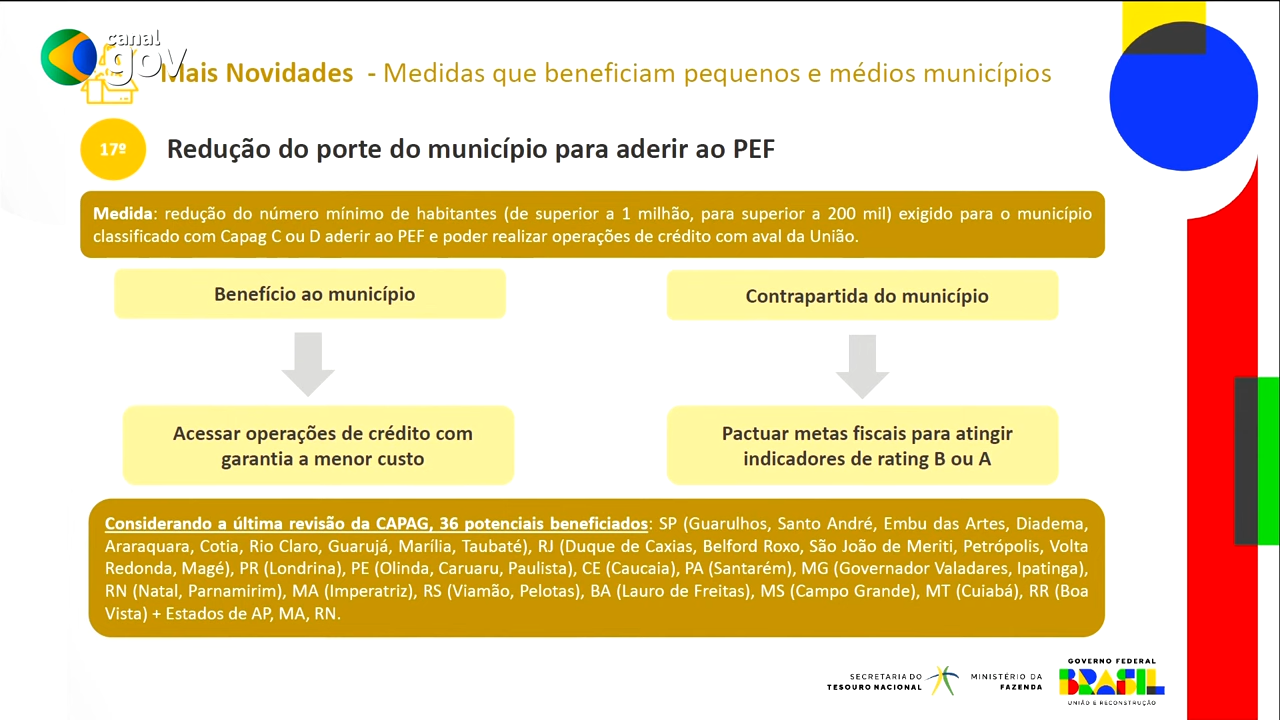 canal
gov
Mais Novidades - Medidas que beneficiam pequenos e médios municípios
17º
Redução do porte do município para aderir ao PEF
Medida: redução do número mínimo de habitantes (de superior a 1 milhão, para superior a 200 mil) exigido para o município
classificado com Capag C ou D aderir ao PEF e poder realizar operações de crédito com aval da União.
Benefício ao município
Contrapartida do município
Acessar operações de crédito com
garantia a menor custo
Pactuar metas fiscais para atingir
indicadores de rating B ou A
Considerando a última revisão da CAPAG, 36 potenciais beneficiados: SP (Guarulhos, Santo André, Embu das Artes, Diadema,
Araraquara, Cotia, Rio Claro, Guarujá, Marília, Taubaté), RJ (Duque de Caxias, Belford Roxo, São João de Meriti, Petrópolis, Volta
Redonda, Magé), PR (Londrina), PE (Olinda, Caruaru, Paulista), CE (Caucaia), PA (Santarém), MG (Governador Valadares, Ipatinga),
RN (Natal, Parnamirim), MA (Imperatriz), RS (Viamão, Pelotas), BA (Lauro de Freitas), MS (Campo Grande), MT (Cuiabá), RR (Boa
Vista) + Estados de AP, MA, RN.
SECRETARIA DO
TESOURO NACIONAL
MINISTÉRIO DA
FAZENDA
GOVERNO FEDERAL
BRASIL
UNIÃO E RECONSTRUÇÃO